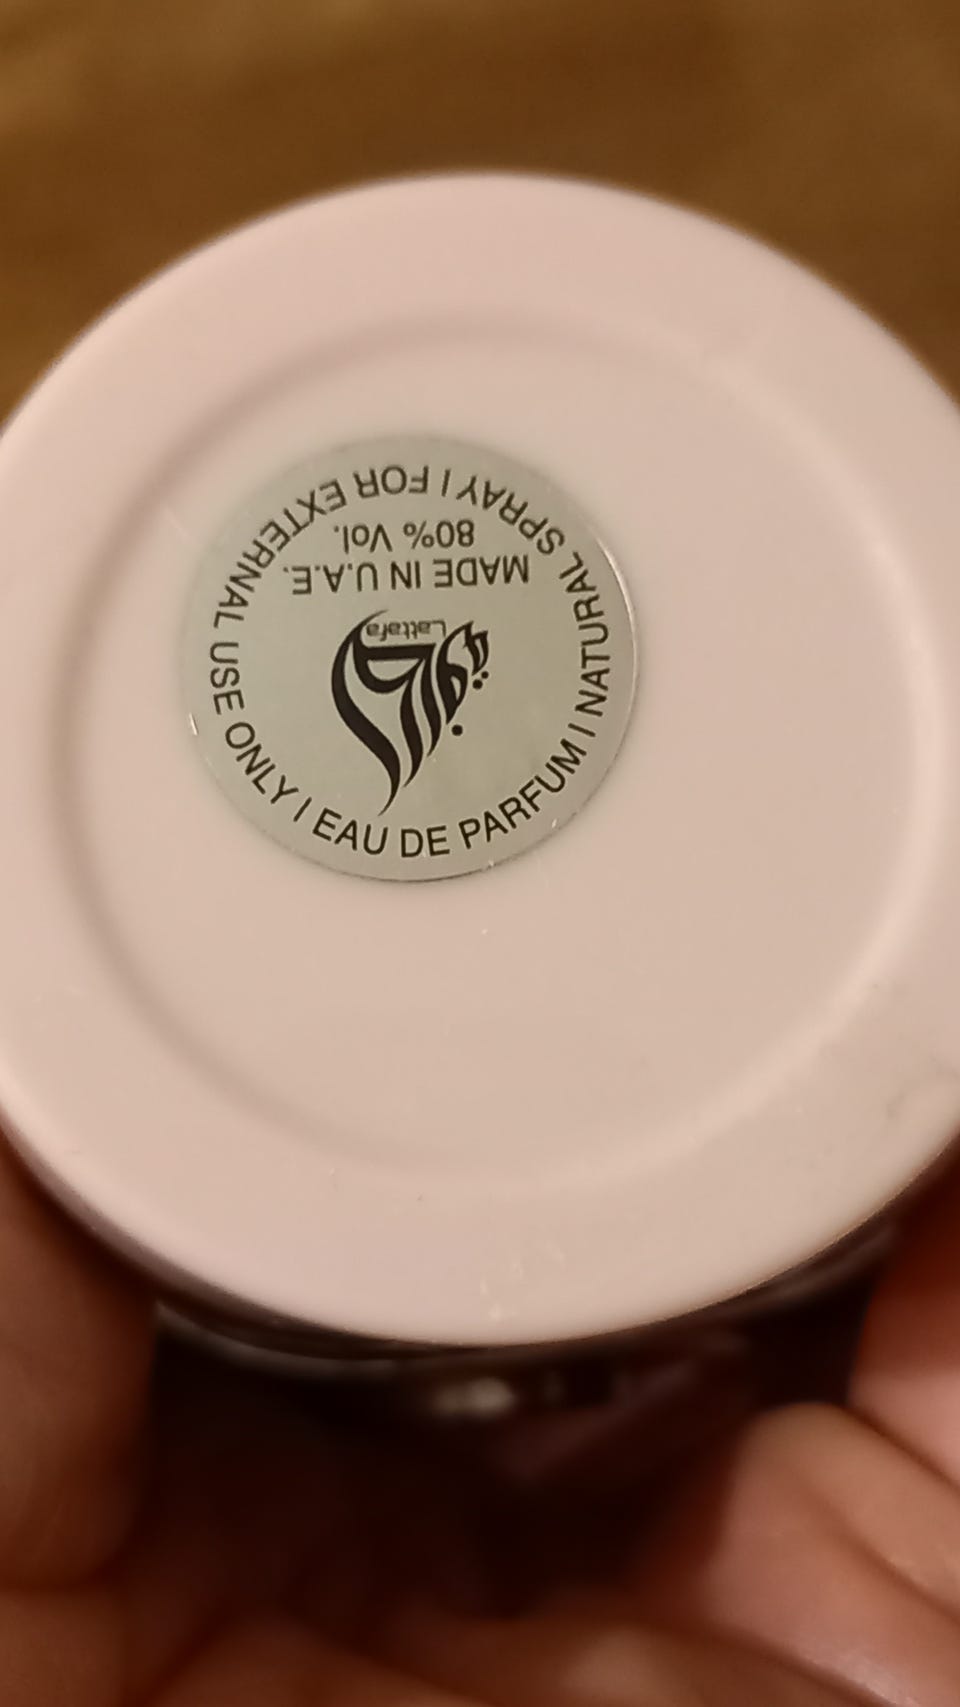 EAU DE PARFUM | NATURAL SPRAY | FOR EXTERNAL USE ONLY |
لطافة
Lattafa
MADE IN U.A.E.
80% Vol.